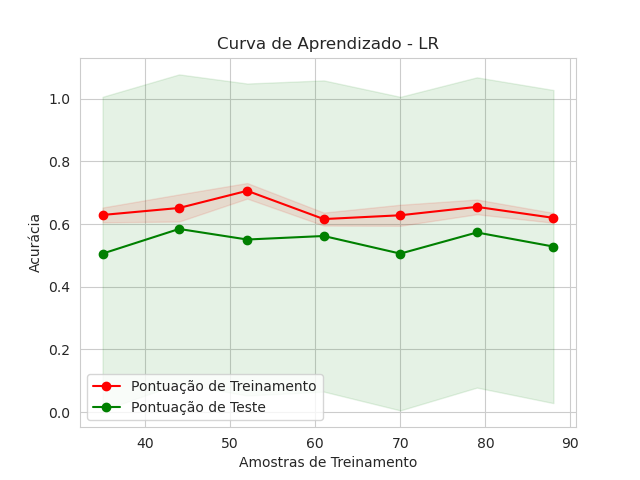 Curva de Aprendizado - LR
1.0
0.8
0.6
0.4
0.2
0.0
Acurácia
Pontuação de Treinamento
Pontuação de Teste
40 50 60 70 80 90
Amostras de Treinamento